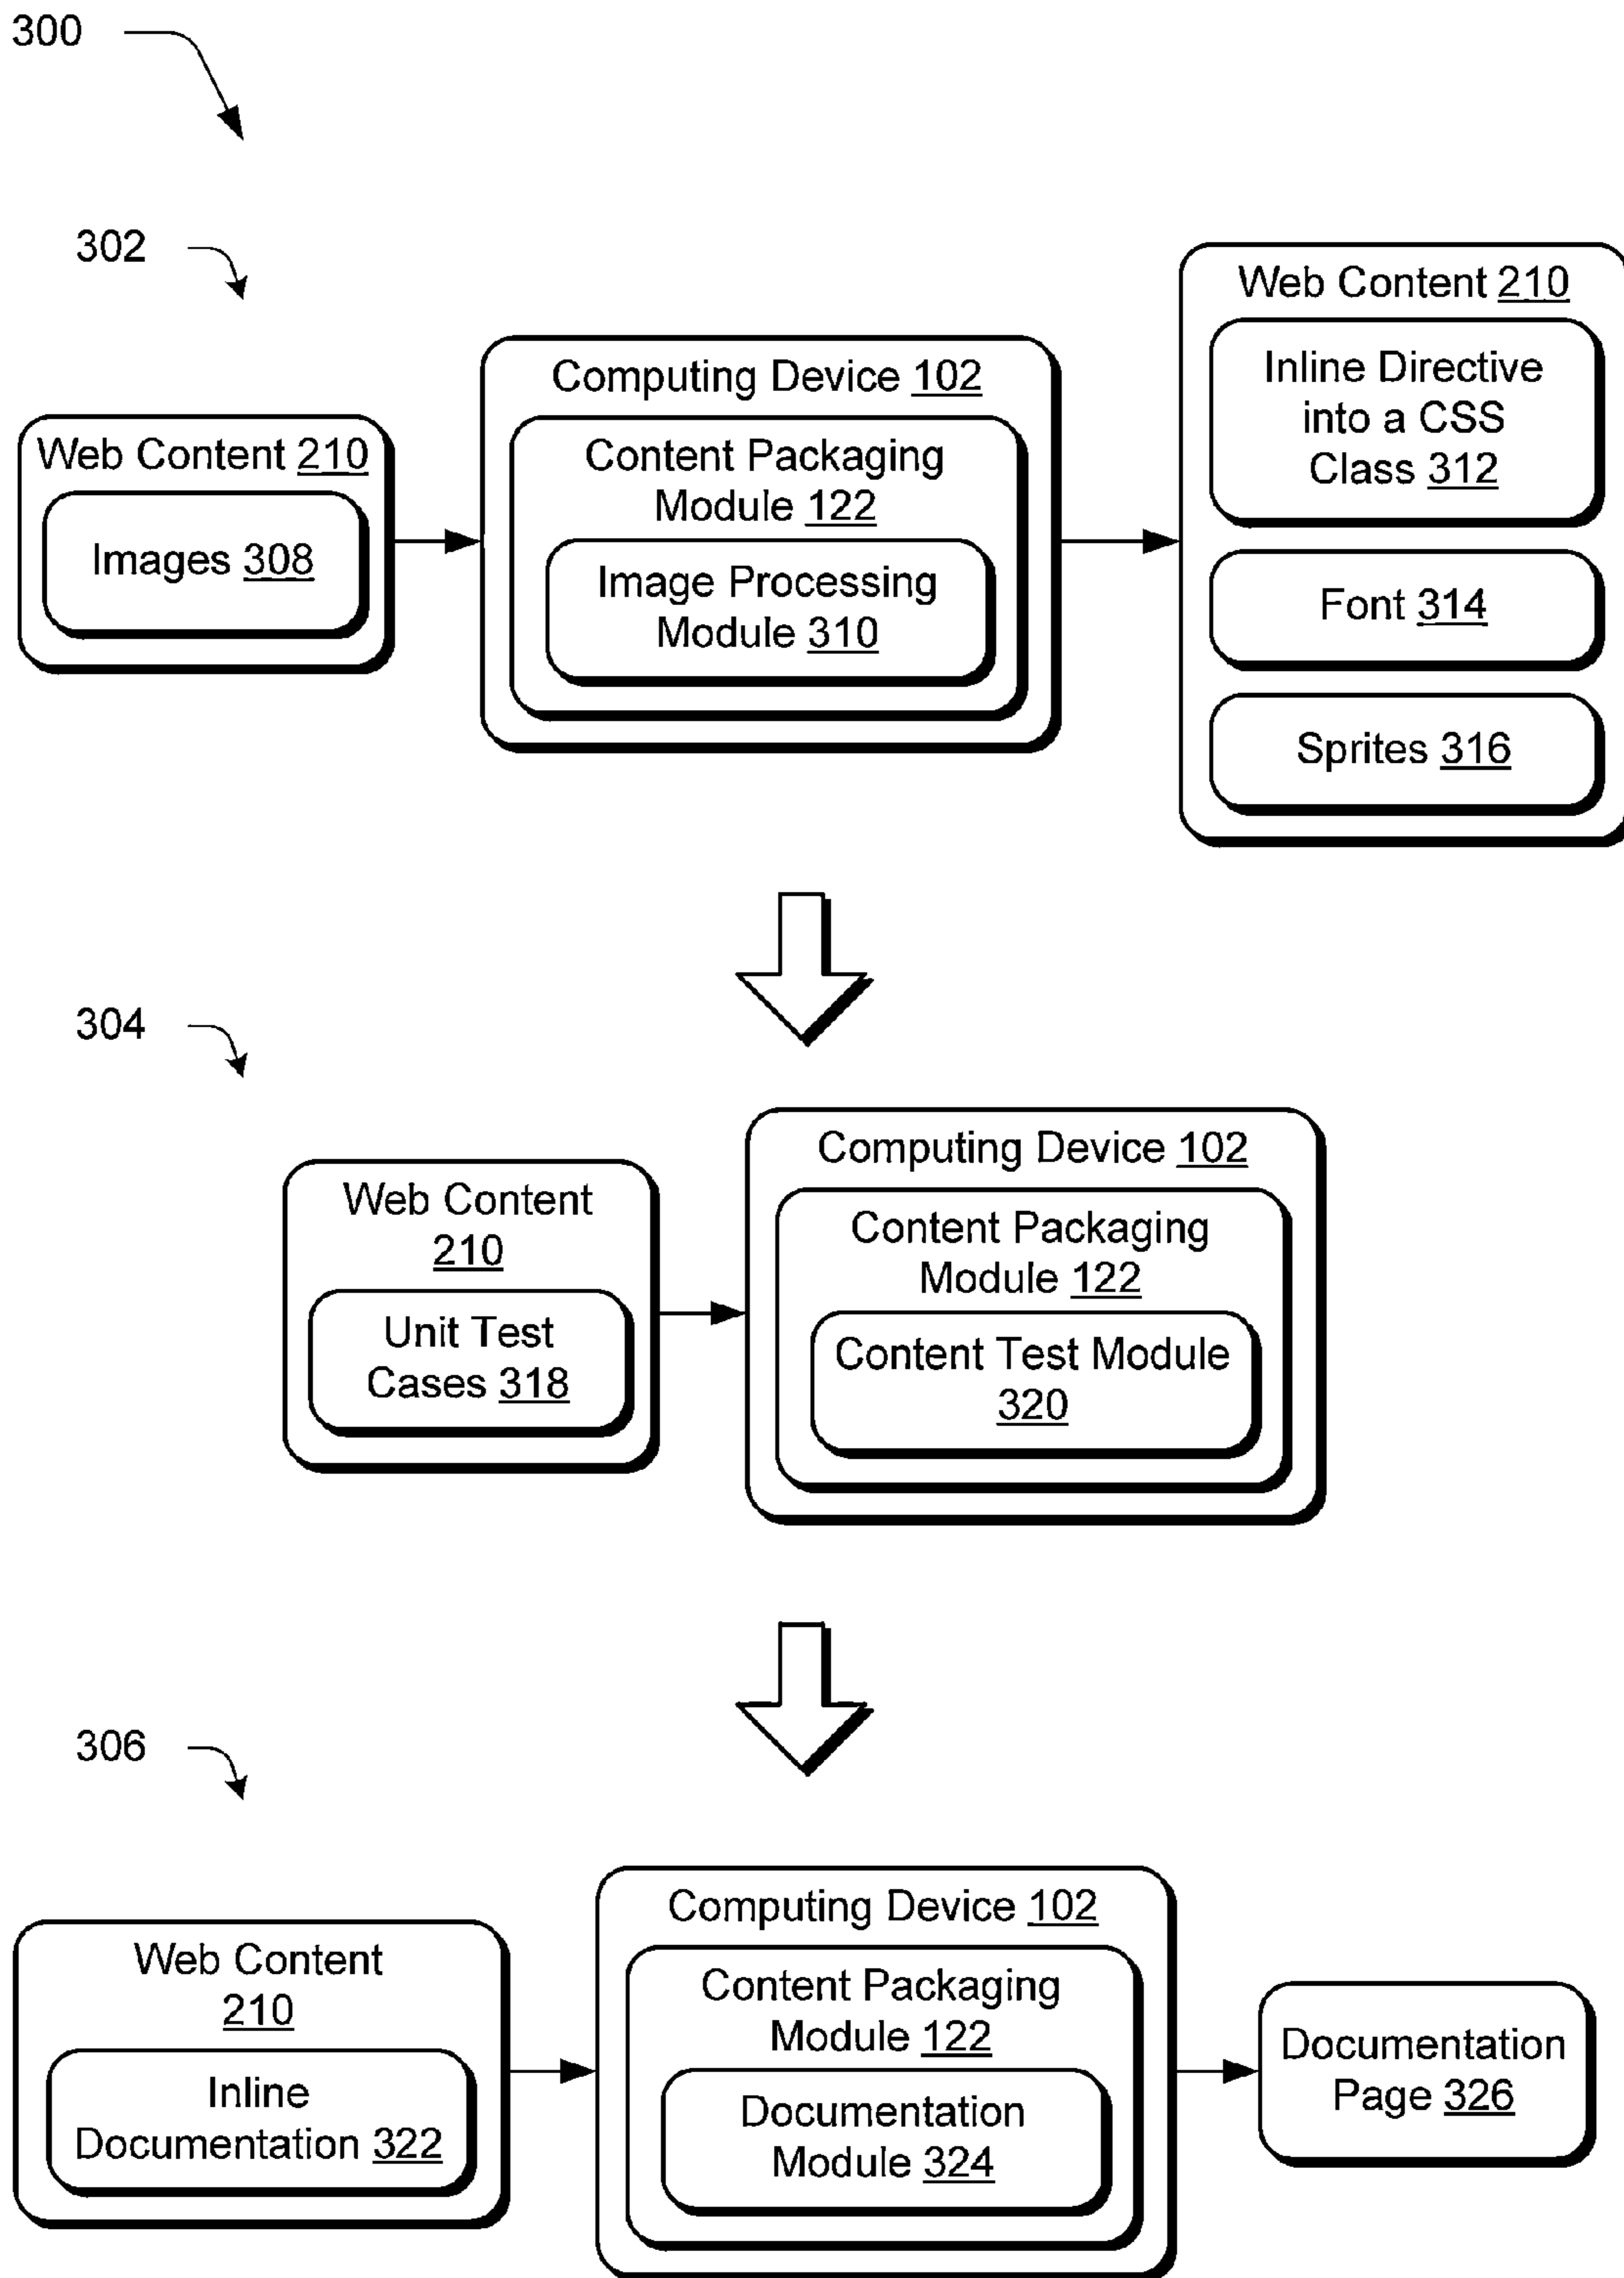 300
302
Web Content 210
Images 308
Computing Device 102
Content Packaging
Module 122
Image Processing
Module 310
Web Content 210
Inline Directive
into a CSS
Class 312
Font 314
Sprites 316
304
Web Content
210
Unit Test
Cases 318
Computing Device 102
Content Packaging
Module 122
Content Test Module
320
306
Web Content
210
Inline
Documentation 322
Computing Device 102
Content Packaging
Module 122
Documentation
Module 324
Documentation
Page 326